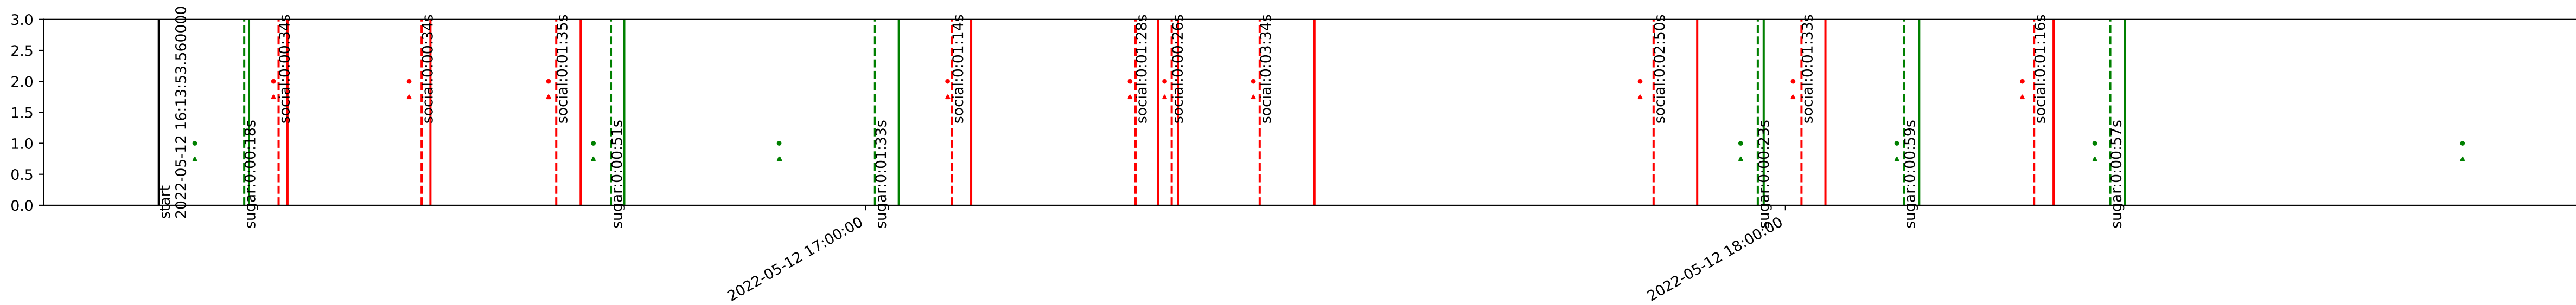 3.0
2.5
2.0
1.5
1.0
0.5
0.0
start
2022-05-12 16:13:53.560000
sugar:0:00:18s
social:0:00:34s
social:0:00:34s
social:0:01:35s
sugar:0:00:51s
sugar:0:01:33s
social:0:01:14s
social:0:01:28s
social:0:00:26s
social:0:03:34s
social:0:02:50s
sugar:0:00:23s
social:0:01:33s
sugar:0:00:59s
social:0:01:16s
sugar:0:00:57s
2022-05-12 17:00:00
2022-05-12 18:00:00